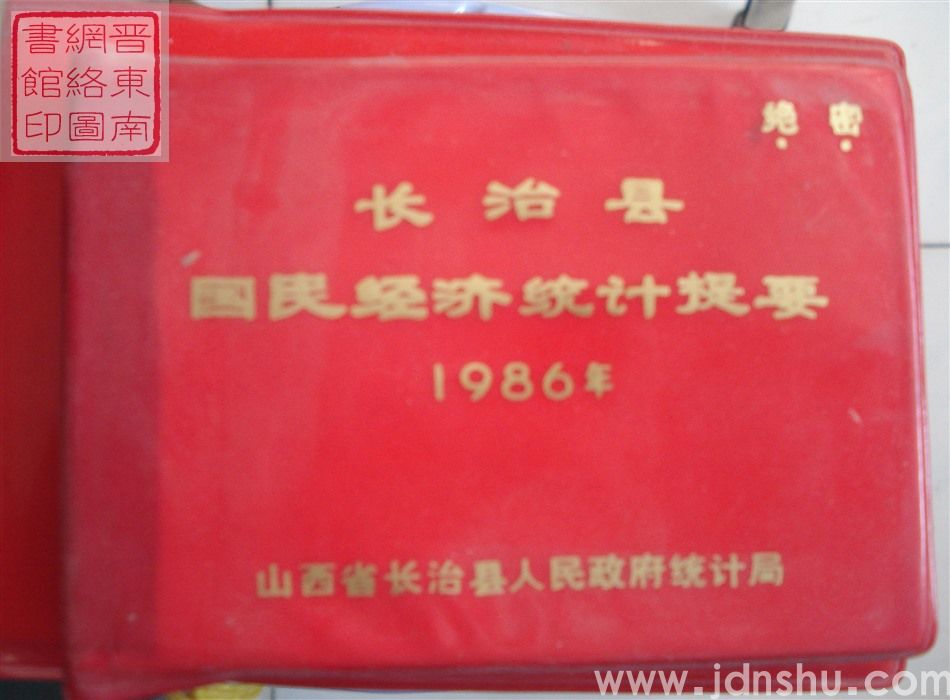 晋東南
網絡圖
書館印
绝密
长治县
国民经济统计提要
1986年
山西省长治县人民政府统计局
www.jdnshu.com